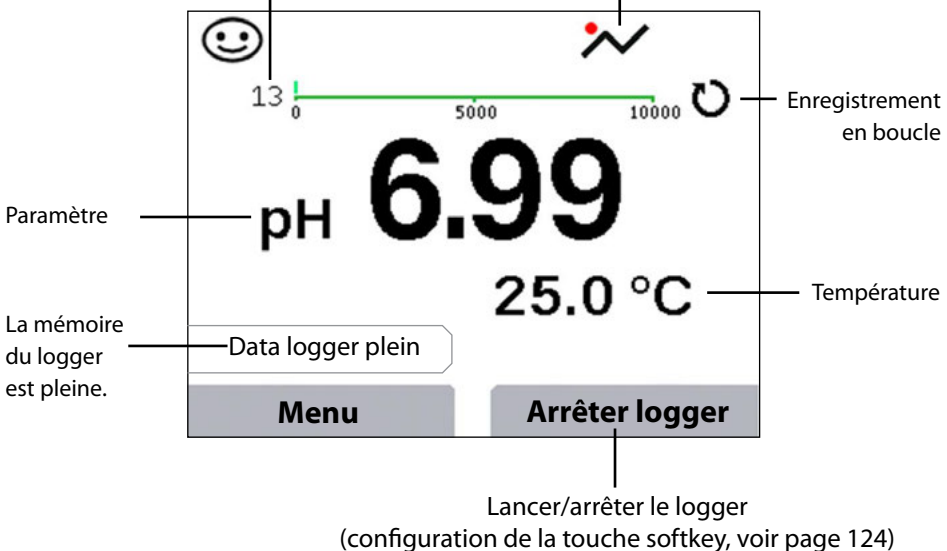 13
0 5000 10000
Enregistrement
en boucle
Paramètre
pH 6.99
25.0 °C
Température
La mémoire
du logger
est pleine.
Data logger plein
Menu
Arrêter logger
Lancer/arrêter le logger
(configuration de la touche softkey, voir page 124)